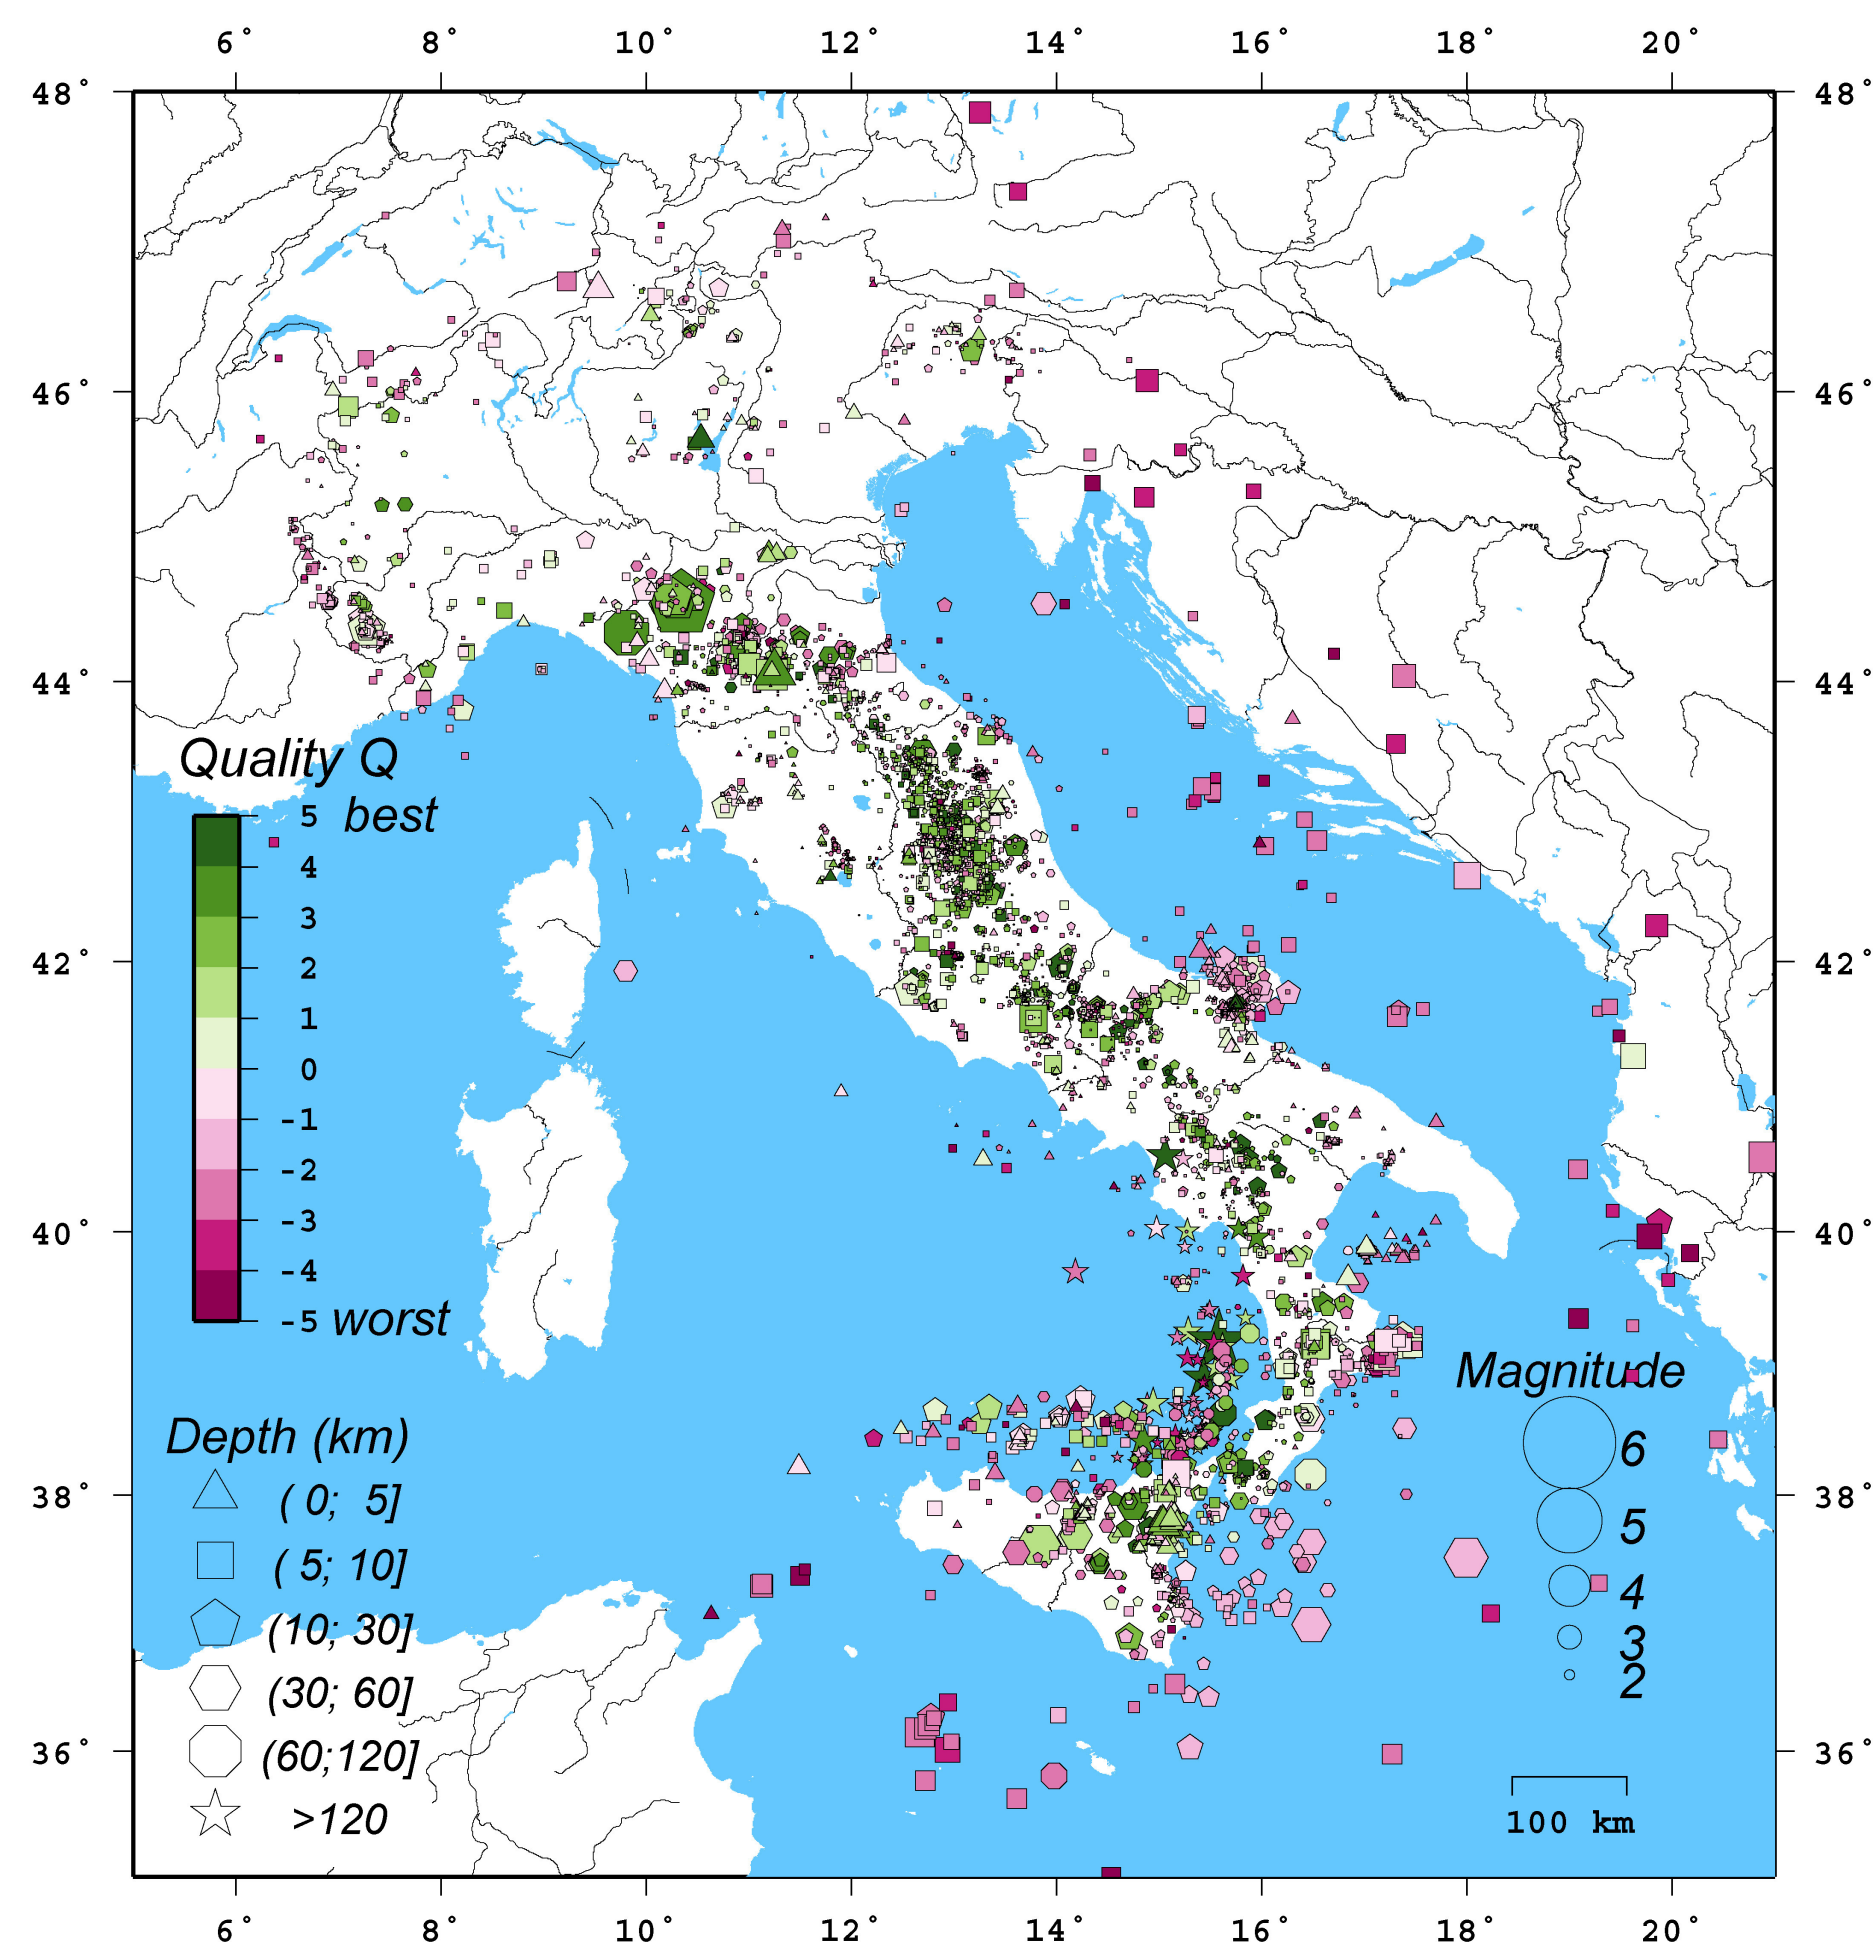 6° 8° 10° 12° 14° 16° 18° 20°
48° 48°
46° 46°
44° 44°
Quality Q
5 best
4
3
2
42° 42°
1
0
-1
-2
-3
40° 40°
-4
-5 worst
Magnitude
Depth (km)
6
( 0; 5]
38° 38°
5
( 5; 10]
4
(10; 30]
3
2
(30; 60]
36° 36°
(60;120]
>120
100 km
6° 8° 10° 12° 14° 16° 18° 20°